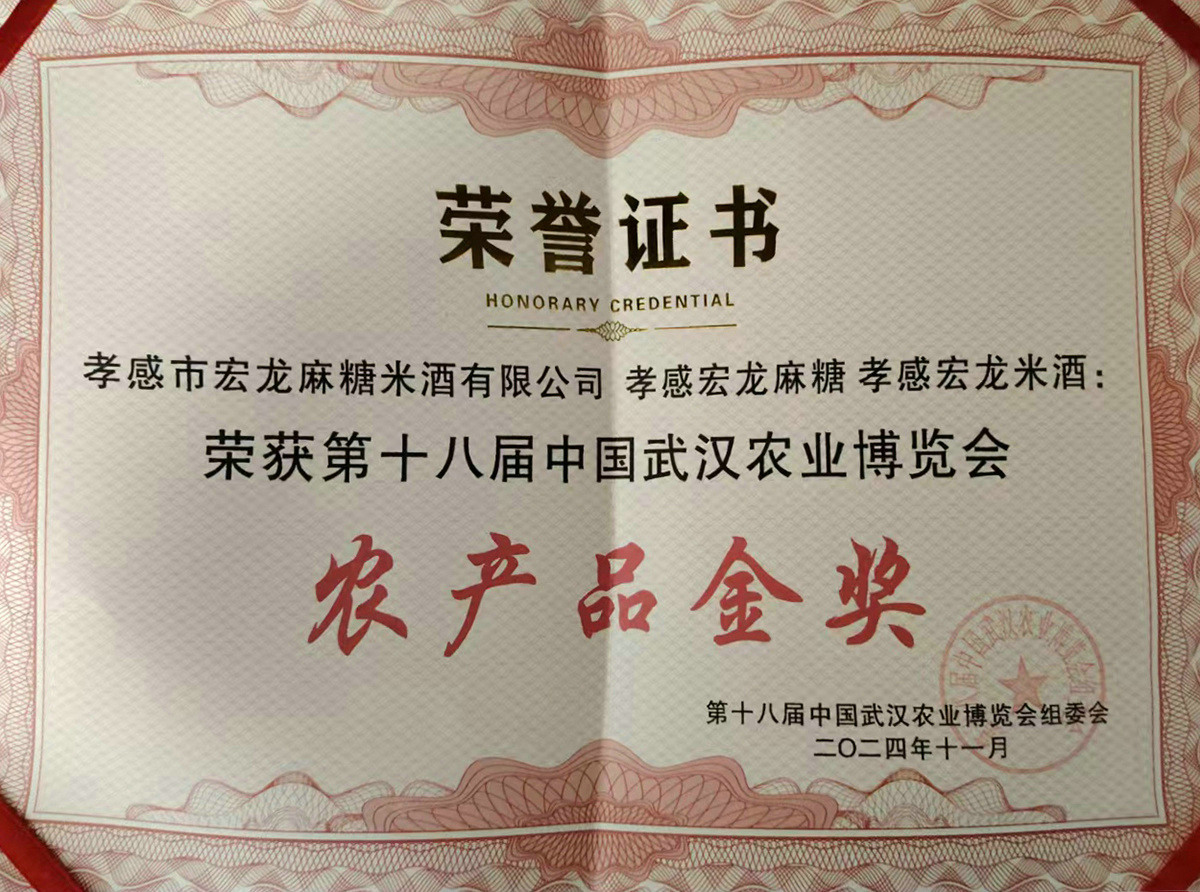 荣誉证书
HONORARY CREDENTIAL
孝感市宏龙麻糖米酒有限公司 孝感宏龙麻糖 孝感宏龙米酒:
荣获第十八届中国武汉农业博览会
农产品金奖
第十八届中国武汉农业博览会组委会
二〇二四年十一月